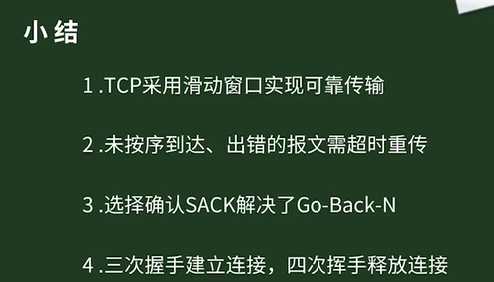 小结
1.TCP采用滑动窗口实现可靠传输
2.未按序到达、出错的报文需超时重传
3.选择确认SACK解决了Go-Back-N
4.三次握手建立连接，四次挥手释放连接